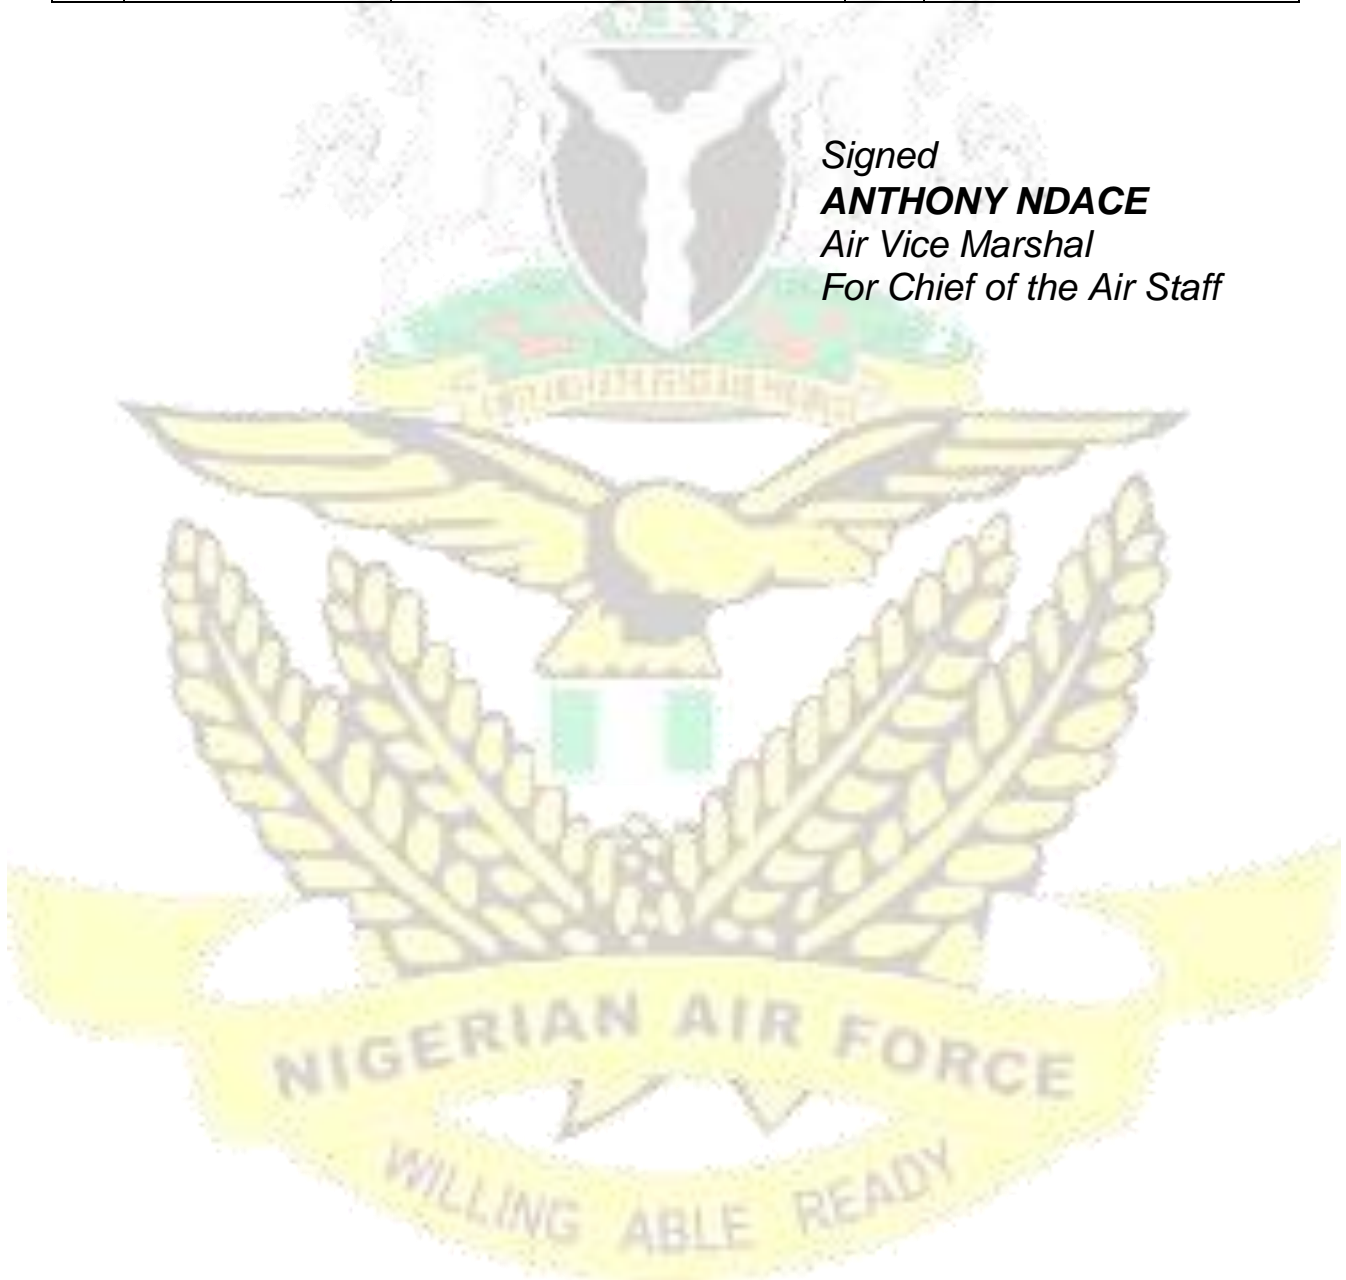 Signed
ANTHONY NDACE
Air Vice Marshal
For Chief of the Air Staff
NIGERIAN AIR FORCE
WILLING ABLE READY